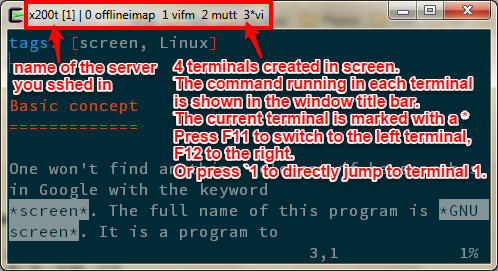 x200t [1] | 0 offlineimap 1 vifm 2 mutt 3*vi
tags: [screen, Linux]
name of the server
you sshed in
4 terminals created in screen.
The command running in each terminal
is shown in the window title bar.
The current terminal is marked with a *
Press F11 to switch to the left terminal,
F12 to the right.
Or press `1 to directly jump to terminal 1.
Basic concept
=============
One won't find an
in Google with the keyword
*screen*. The full name of this program is *GNU
screen*. It is a program to
3,1 1%